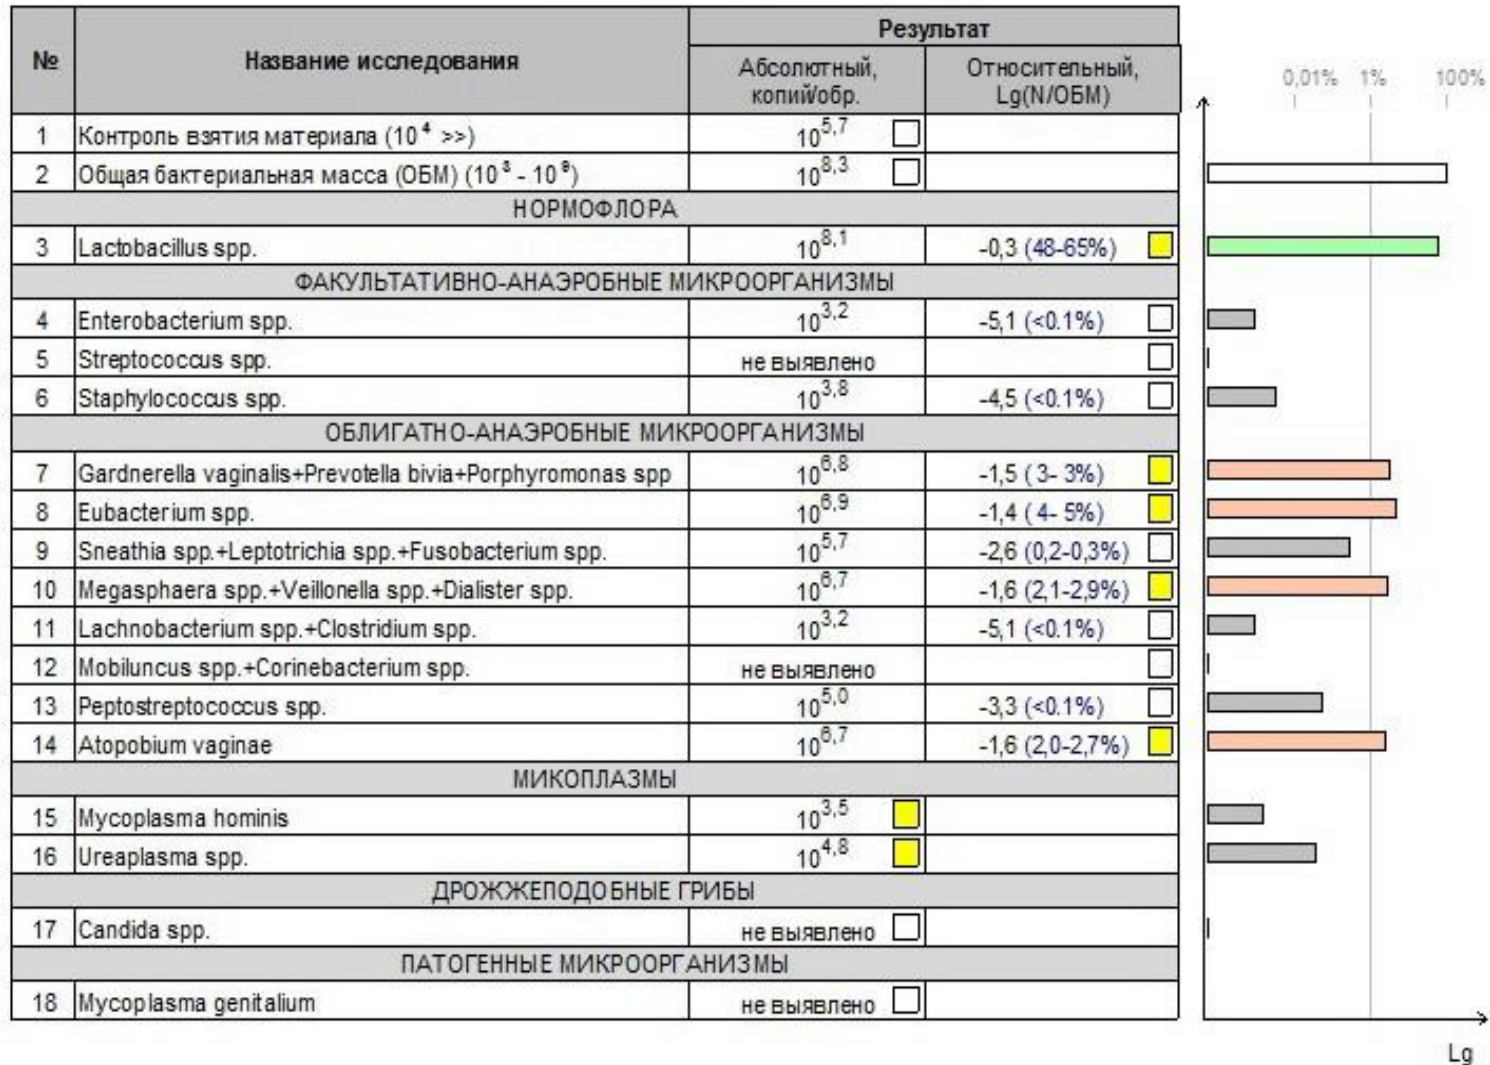 № Название исследования Результат
Абсолютный, копий/обр. Относительный, Lg(N/ОБМ)
0,01% 1% 100%
1 Контроль взятия материала (10⁴ >>) 10^5,7
2 Общая бактериальная масса (ОБМ) (10³ - 10⁹) 10^8,3
НОРМОФЛОРА
3 Lactobacillus spp. 10^8,1 -0,3 (48-65%)
ФАКУЛЬТАТИВНО-АНАЭРОБНЫЕ МИКРООРГАНИЗМЫ
4 Enterobacterium spp. 10^3,2 -5,1 (<0.1%)
5 Streptococcus spp. не выявлено
6 Staphylococcus spp. 10^3,8 -4,5 (<0.1%)
ОБЛИГАТНО-АНАЭРОБНЫЕ МИКРООРГАНИЗМЫ
7 Gardnerella vaginalis+Prevotella bivia+Porphyromonas spp 10^6,8 -1,5 ( 3- 3%)
8 Eubacterium spp. 10^6,9 -1,4 ( 4- 5%)
9 Sneathia spp.+Leptotrichia spp.+Fusobacterium spp. 10^5,7 -2,6 (0,2-0,3%)
10 Megasphaera spp.+Veillonella spp.+Dialister spp. 10^6,7 -1,6 (2,1-2,9%)
11 Lachnobacterium spp.+Clostridium spp. 10^3,2 -5,1 (<0.1%)
12 Mobiluncus spp.+Corinebacterium spp. не выявлено
13 Peptostreptococcus spp. 10^5,0 -3,3 (<0.1%)
14 Atopobium vaginae 10^6,7 -1,6 (2,0-2,7%)
МИКОПЛАЗМЫ
15 Mycoplasma hominis 10^3,5
16 Ureaplasma spp. 10^4,8
ДРОЖЖЕПОДОБНЫЕ ГРИБЫ
17 Candida spp. не выявлено
ПАТОГЕННЫЕ МИКРООРГАНИЗМЫ
18 Mycoplasma genitalium не выявлено
Lg